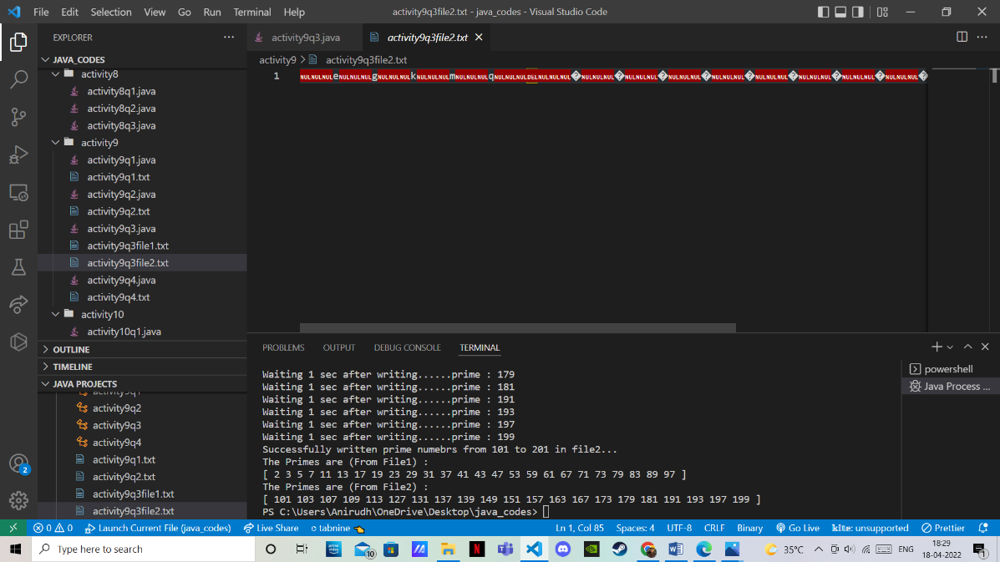 File Edit Selection View Go Run Terminal Help
activity9q3file2.txt - java_codes - Visual Studio Code
EXPLORER
JAVA_CODES
activity8
activity8q1.java
activity8q2.java
activity8q3.java
activity9
activity9q1.java
activity9q1.txt
activity9q2.java
activity9q2.txt
activity9q3.java
activity9q3file1.txt
activity9q3file2.txt
activity9q4.java
activity9q4.txt
activity10
activity10q1.java
OUTLINE
TIMELINE
JAVA PROJECTS
activity9q1
activity9q2
activity9q3
activity9q4
activity9q1.txt
activity9q2.txt
activity9q3file1.txt
activity9q3file2.txt
2
activity9q3.java activity9q3file2.txt
activity9 > activity9q3file2.txt
1 NULNULNULeNULNULNULgNULNULNULkNULNULNULmNULNULNULqNULNULNULDELNULNULNUL�NULNULNUL�NULNULNUL�NULNULNUL�NULNULNUL�NULNULNUL�NULNULNUL�NULNULNUL�NULNULNUL�
PROBLEMS OUTPUT DEBUG CONSOLE TERMINAL
Waiting 1 sec after writing......prime : 179
Waiting 1 sec after writing......prime : 181
Waiting 1 sec after writing......prime : 191
Waiting 1 sec after writing......prime : 193
Waiting 1 sec after writing......prime : 197
Waiting 1 sec after writing......prime : 199
Successfully written prime numebrs from 101 to 201 in file2...
The Primes are (From File1) :
[ 2 3 5 7 11 13 17 19 23 29 31 37 41 43 47 53 59 61 67 71 73 79 83 89 97 ]
The Primes are (From File2) :
[ 101 103 107 109 113 127 131 137 139 149 151 157 163 167 173 179 181 191 193 197 199 ]
PS C:\Users\Anirudh\OneDrive\Desktop\java_codes>
powershell
Java Process ...
0 0 Launch Current File (java_codes) Live Share tabnine Ln 1, Col 85 Spaces: 4 UTF-8 CRLF Binary Go Live kite: unsupported Prettier
Type here to search
prime video
10
35°C ENG
18:29
18-04-2022
1